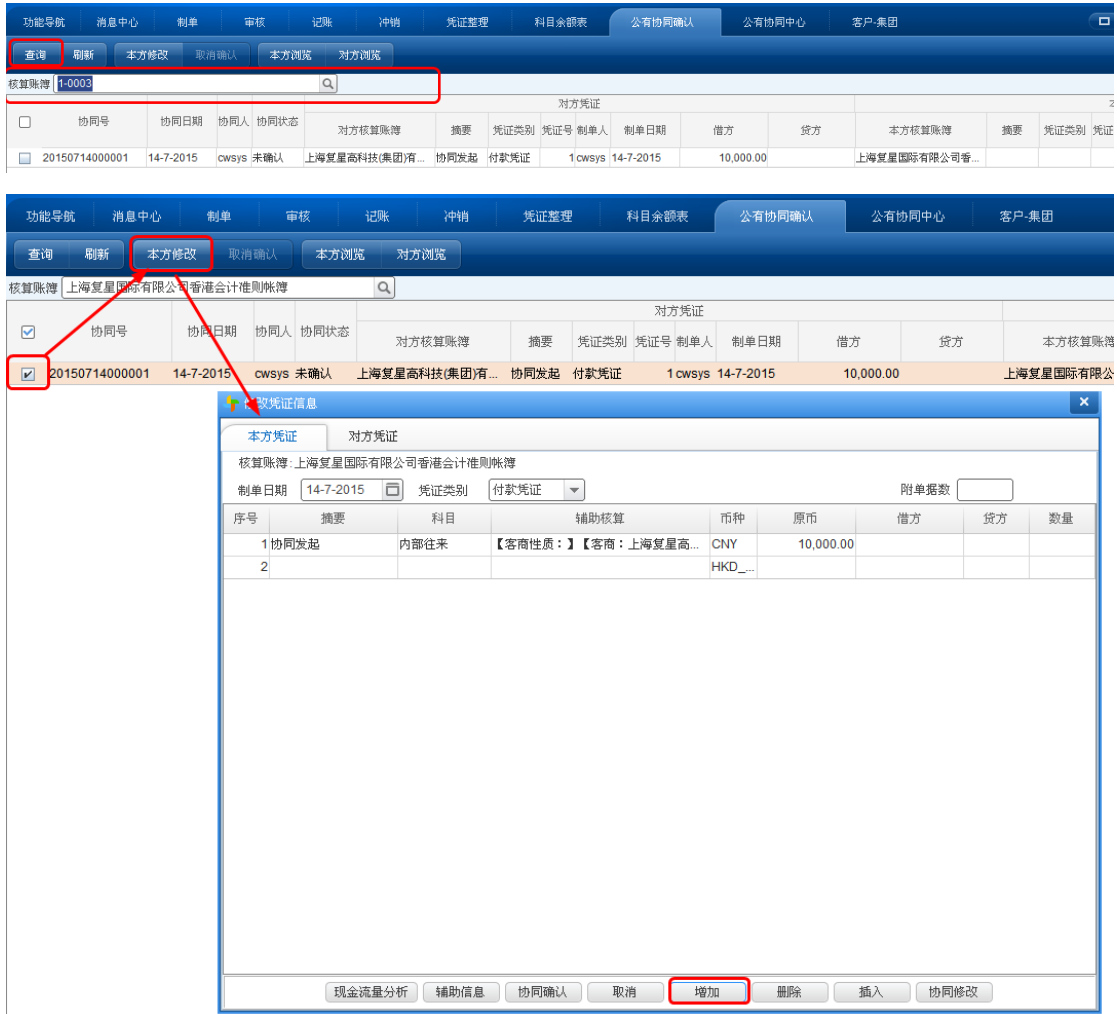 功能导航 消息中心 制单 审核 记账 冲销 凭证整理 科目余额表 公有协同确认 公有协同中心 客户-集团
查询 刷新 本方修改 取消确认 本方浏览 对方浏览
核算账簿 1-0003
对方凭证 2
协同号 协同日期 协同人 协同状态 对方核算账簿 摘要 凭证类别 凭证号 制单人 制单日期 借方 贷方 本方核算账簿 摘要 凭证类别 凭证
20150714000001 14-7-2015 cwsys 未确认 上海复星高科技(集团)有... 协同发起 付款凭证 1 cwsys 14-7-2015 10,000.00 上海复星国际有限公司香...
功能导航 消息中心 制单 审核 记账 冲销 凭证整理 科目余额表 公有协同确认 公有协同中心 客户-集团
查询 刷新 本方修改 取消确认 本方浏览 对方浏览
核算账簿 上海复星国际有限公司香港会计准则帐簿
对方凭证
协同号 协同日期 协同人 协同状态 对方核算账簿 摘要 凭证类别 凭证号 制单人 制单日期 借方 贷方 本方核算账簿
20150714000001 14-7-2015 cwsys 未确认 上海复星高科技(集团)有... 协同发起 付款凭证 1 cwsys 14-7-2015 10,000.00 上海复星国际有限公
修改凭证信息
本方凭证 对方凭证
核算账簿:上海复星国际有限公司香港会计准则帐簿
制单日期 14-7-2015 凭证类别 付款凭证 附单据数
序号 摘要 科目 辅助核算 币种 原币 借方 贷方 数量
1 协同发起 内部往来 【客商性质:】【客商:上海复星高... CNY 10,000.00
2 HKD_...
现金流量分析 辅助信息 协同确认 取消 增加 删除 插入 协同修改